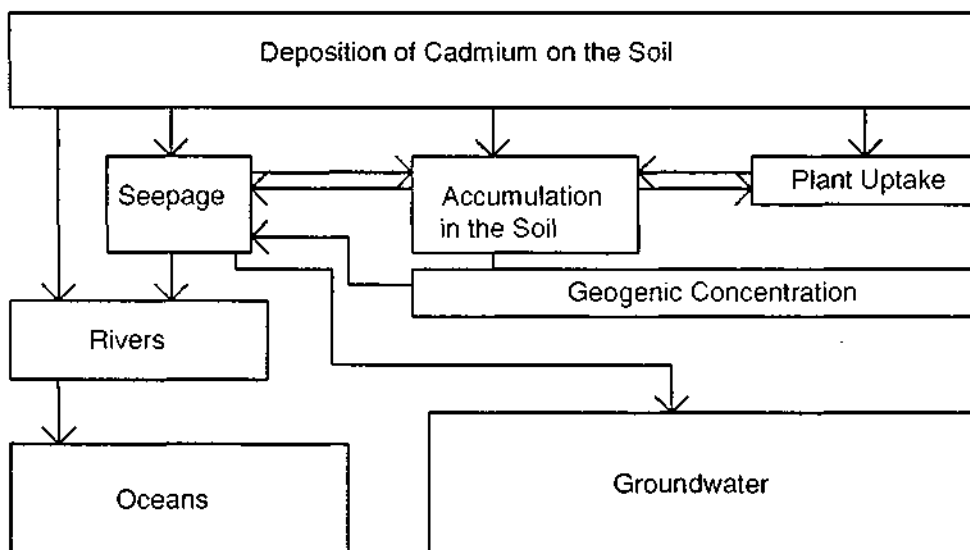 Deposition of Cadmium on the Soil
Seepage
Accumulation
in the Soil
Plant Uptake
Geogenic Concentration
Rivers
Oceans
Groundwater